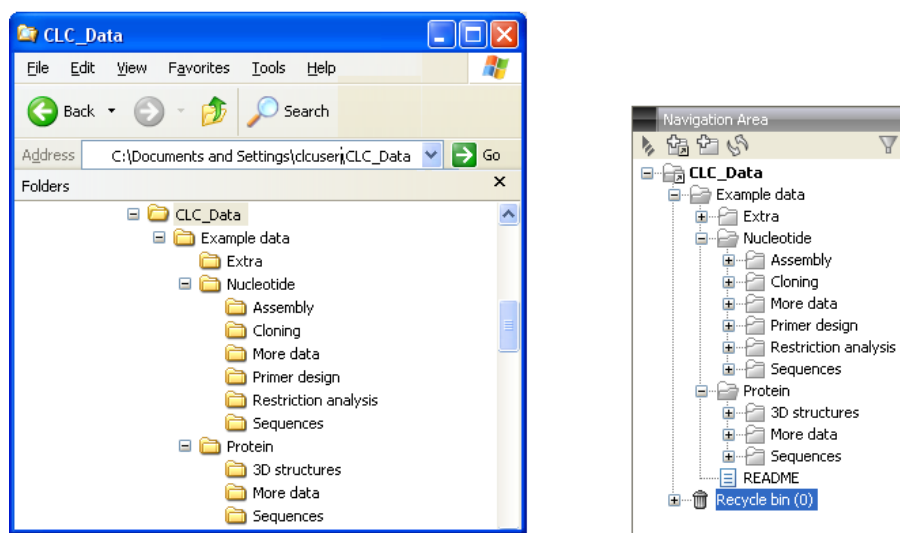 CLC_Data
File Edit View Favorites Tools Help
Back Search
Address C:\Documents and Settings\clcuser\CLC_Data Go
Folders x
CLC_Data
Example data
Extra
Nucleotide
Assembly
Cloning
More data
Primer design
Restriction analysis
Sequences
Protein
3D structures
More data
Sequences
Navigation Area
CLC_Data
Example data
Extra
Nucleotide
Assembly
Cloning
More data
Primer design
Restriction analysis
Sequences
Protein
3D structures
More data
Sequences
README
Recycle bin (0)